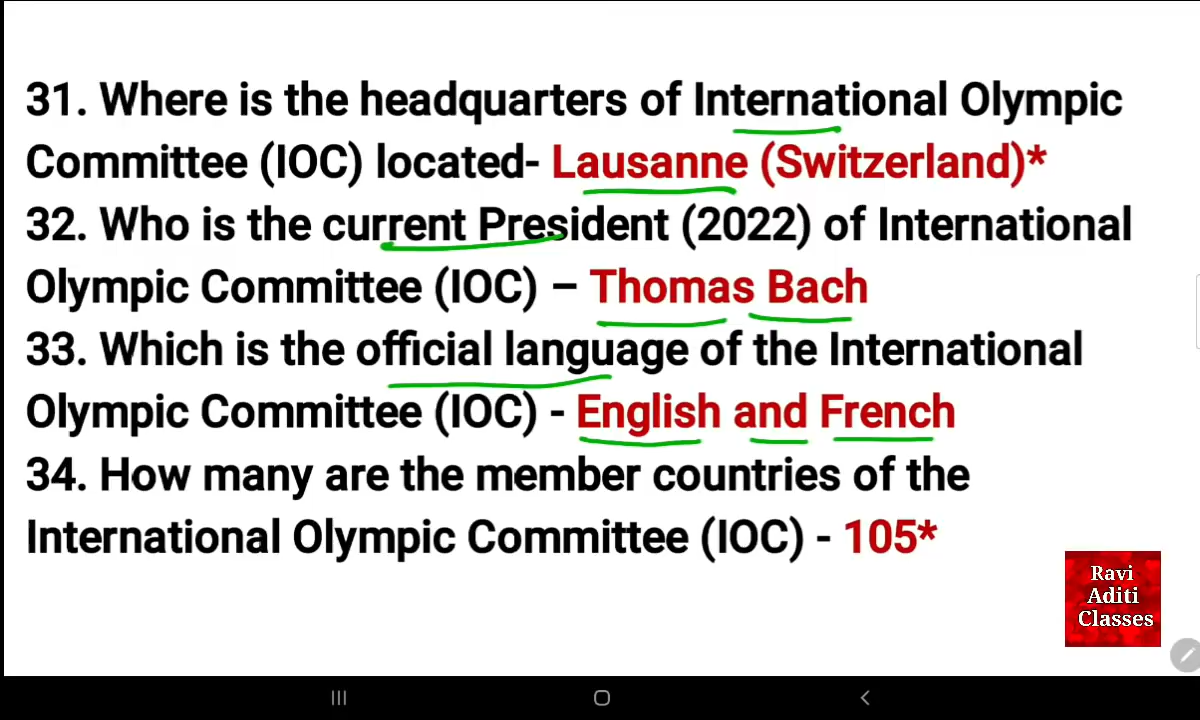 31. Where is the headquarters of International Olympic
Committee (IOC) located- Lausanne (Switzerland)*
32. Who is the current President (2022) of International
Olympic Committee (IOC) – Thomas Bach
33. Which is the official language of the International
Olympic Committee (IOC) - English and French
34. How many are the member countries of the
International Olympic Committee (IOC) - 105*
Ravi
Aditi
Classes